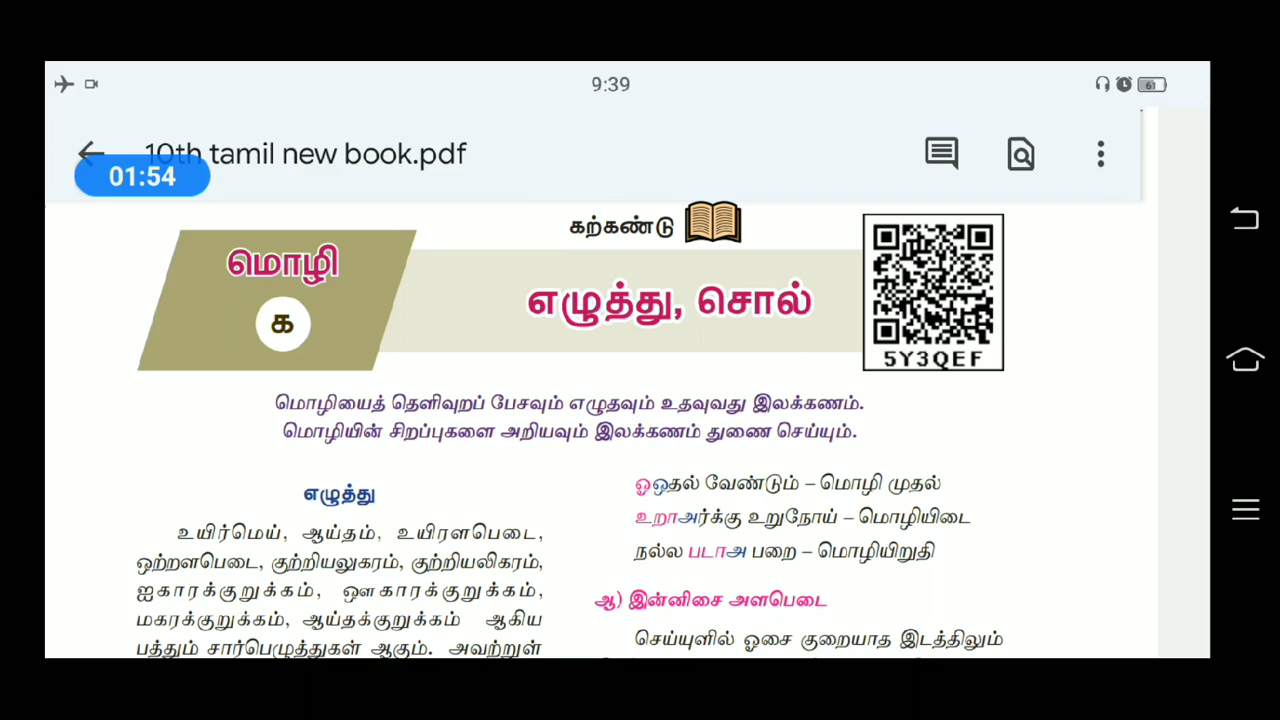 9:39
61
10th tamil new book.pdf
01:54
கற்கண்டு
மொழி
க
எழுத்து, சொல்
5Y3QEF
மொழியைத் தெளிவுறப் பேசவும் எழுதவும் உதவுவது இலக்கணம்.
மொழியின் சிறப்புகளை அறியவும் இலக்கணம் துணை செய்யும்.
எழுத்து
உயிர்மெய், ஆய்தம், உயிரளபெடை,
ஒற்றளபெடை, குற்றியலுகரம், குற்றியலிகரம்,
ஐகாரக்குறுக்கம், ஔகாரக்குறுக்கம்,
மகரக்குறுக்கம், ஆய்தக்குறுக்கம் ஆகிய
பத்தும் சார்பெழுத்துகள் ஆகும். அவற்றுள்
ஓஒதல் வேண்டும் – மொழி முதல்
உறாஅர்க்கு உறுநோய் – மொழியிடை
நல்ல படாஅ பறை – மொழியிறுதி
ஆ) இன்னிசை அளபெடை
செய்யுளில் ஓசை குறையாத இடத்திலும்